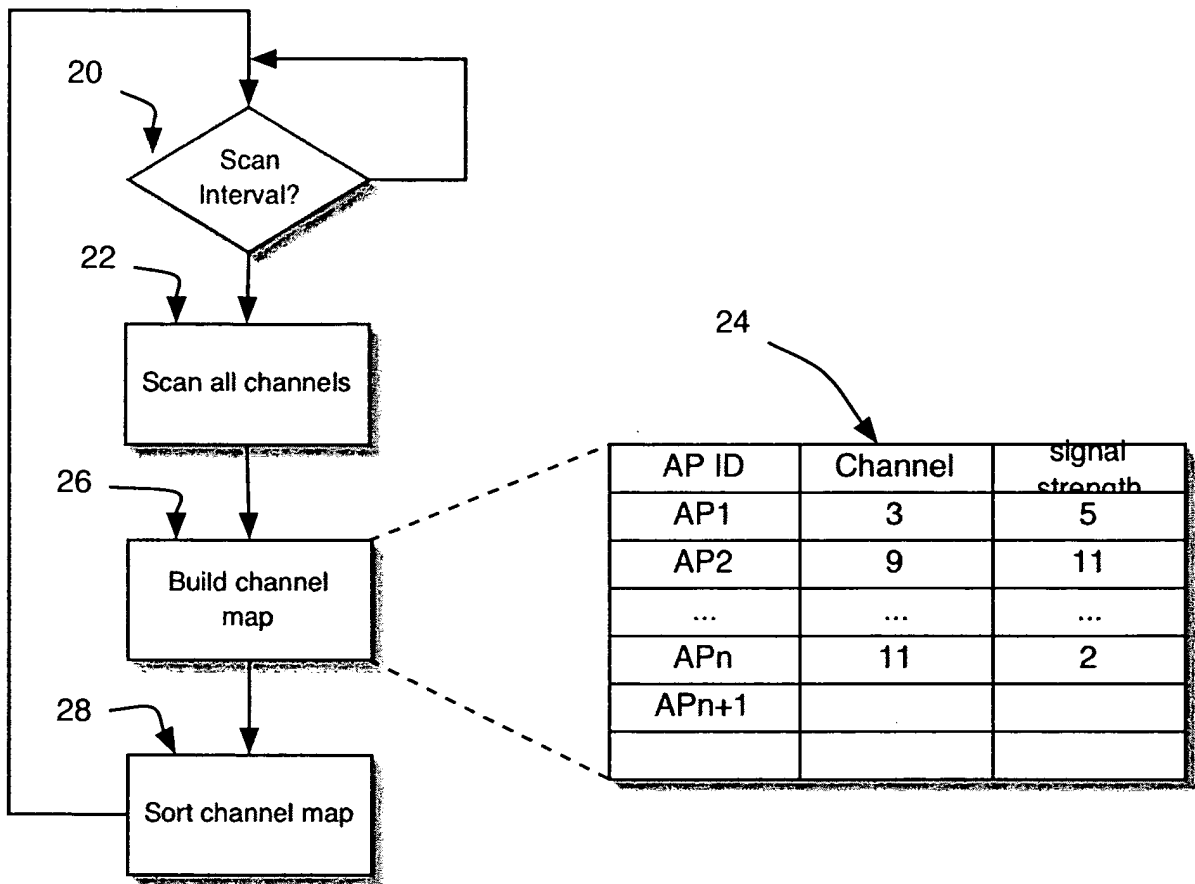 20
Scan
Interval?
22
Scan all channels
26
Build channel
map
28
Sort channel map
24
AP ID Channel signal
strength
AP1 3 5
AP2 9 11
... ... ...
APn 11 2
APn+1